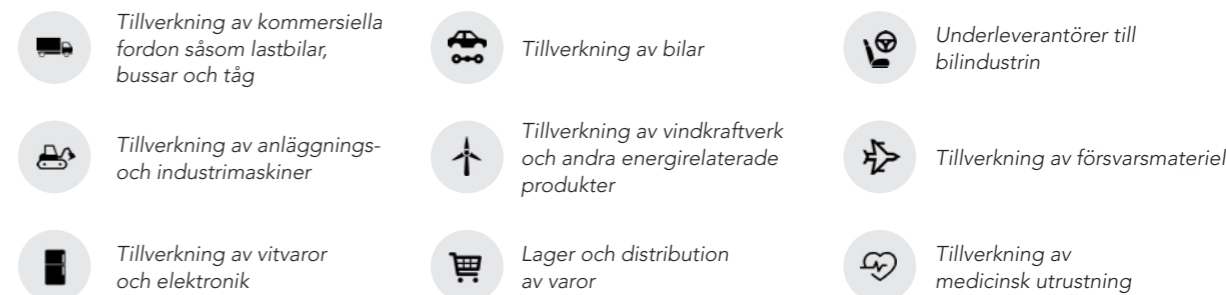 Tillverkning av kommersiella
fordon såsom lastbilar,
bussar och tåg
Tillverkning av bilar
Underleverantörer till
bilindustrin
Tillverkning av anläggnings-
och industrimaskiner
Tillverkning av vindkraftverk
och andra energirelaterade
produkter
Tillverkning av försvarsmateriel
Tillverkning av vitvaror
och elektronik
Lager och distribution
av varor
Tillverkning av
medicinsk utrustning